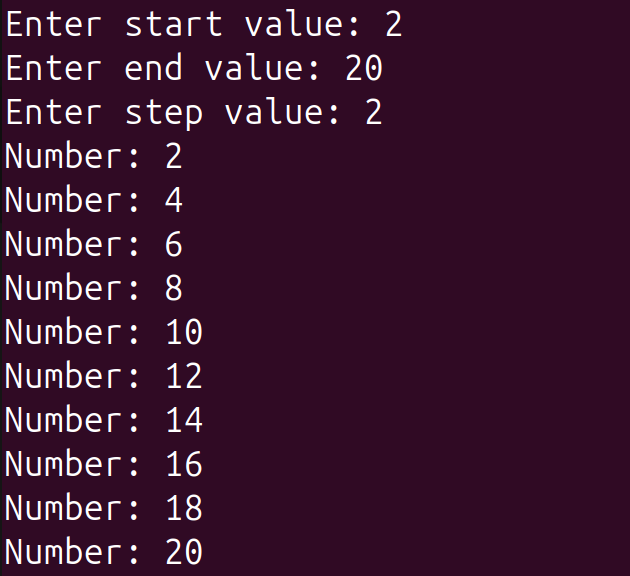 Enter start value: 2
Enter end value: 20
Enter step value: 2
Number: 2
Number: 4
Number: 6
Number: 8
Number: 10
Number: 12
Number: 14
Number: 16
Number: 18
Number: 20